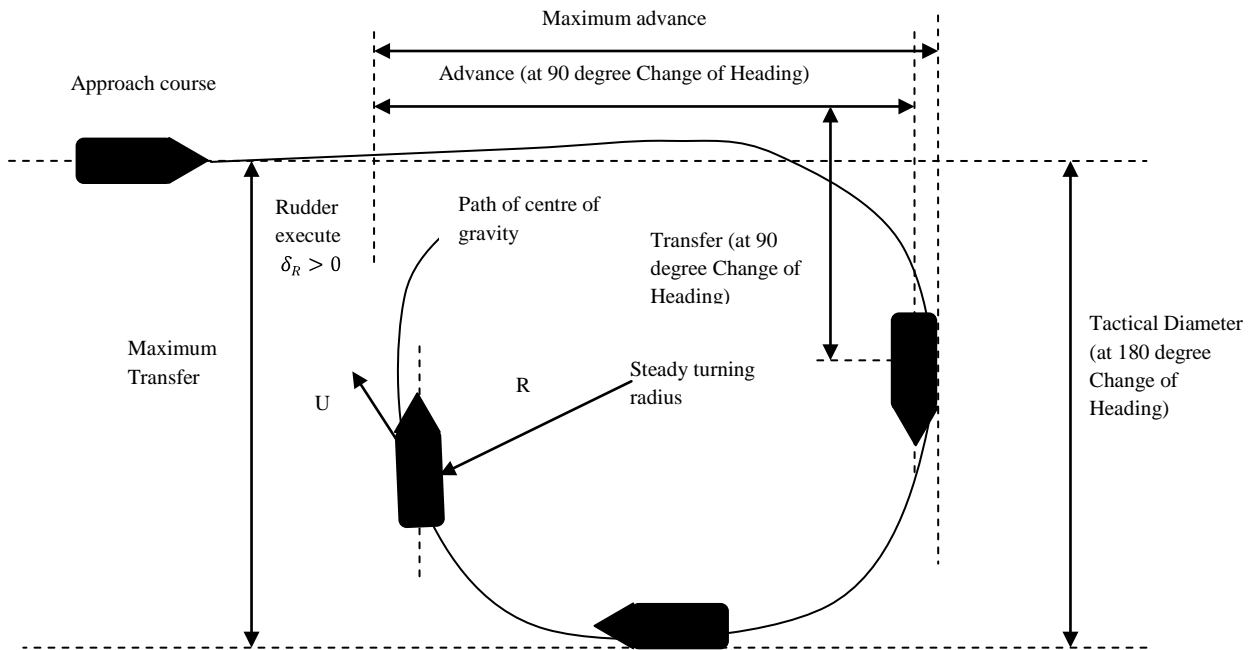 Maximum advance
Advance (at 90 degree Change of Heading)
Approach course
Rudder
execute
δ_R > 0
Path of centre of
gravity
Transfer (at 90
degree Change of
Heading)
Tactical Diameter
(at 180 degree
Change of
Heading)
Maximum
Transfer
U
R
Steady turning
radius